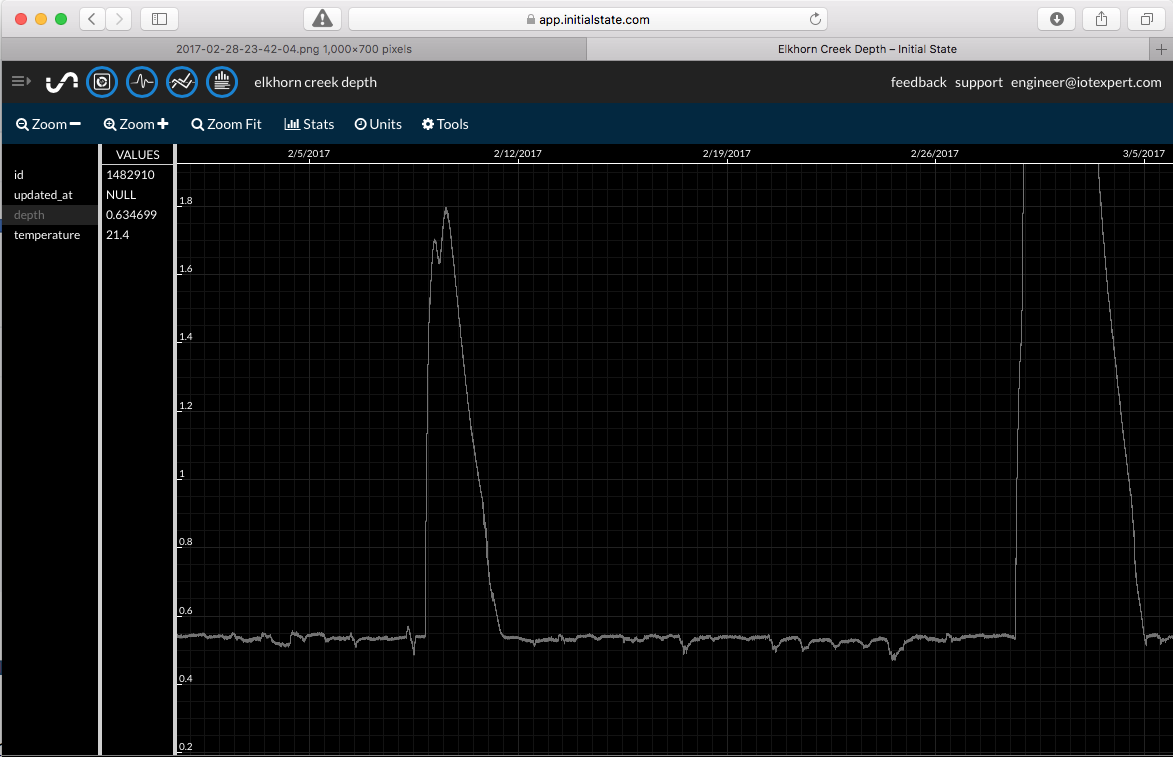 app.initialstate.com
2017-02-28-23-42-04.png 1,000×700 pixels
Elkhorn Creek Depth – Initial State
elkhorn creek depth
feedback support engineer@iotexpert.com
Zoom Zoom Zoom Fit Stats Units Tools
VALUES 2/5/2017 2/12/2017 2/19/2017 2/26/2017 3/5/2017
id 1482910
updated_at NULL
depth 0.634699
temperature 21.4
1.8
1.6
1.4
1.2
1
0.8
0.6
0.4
0.2